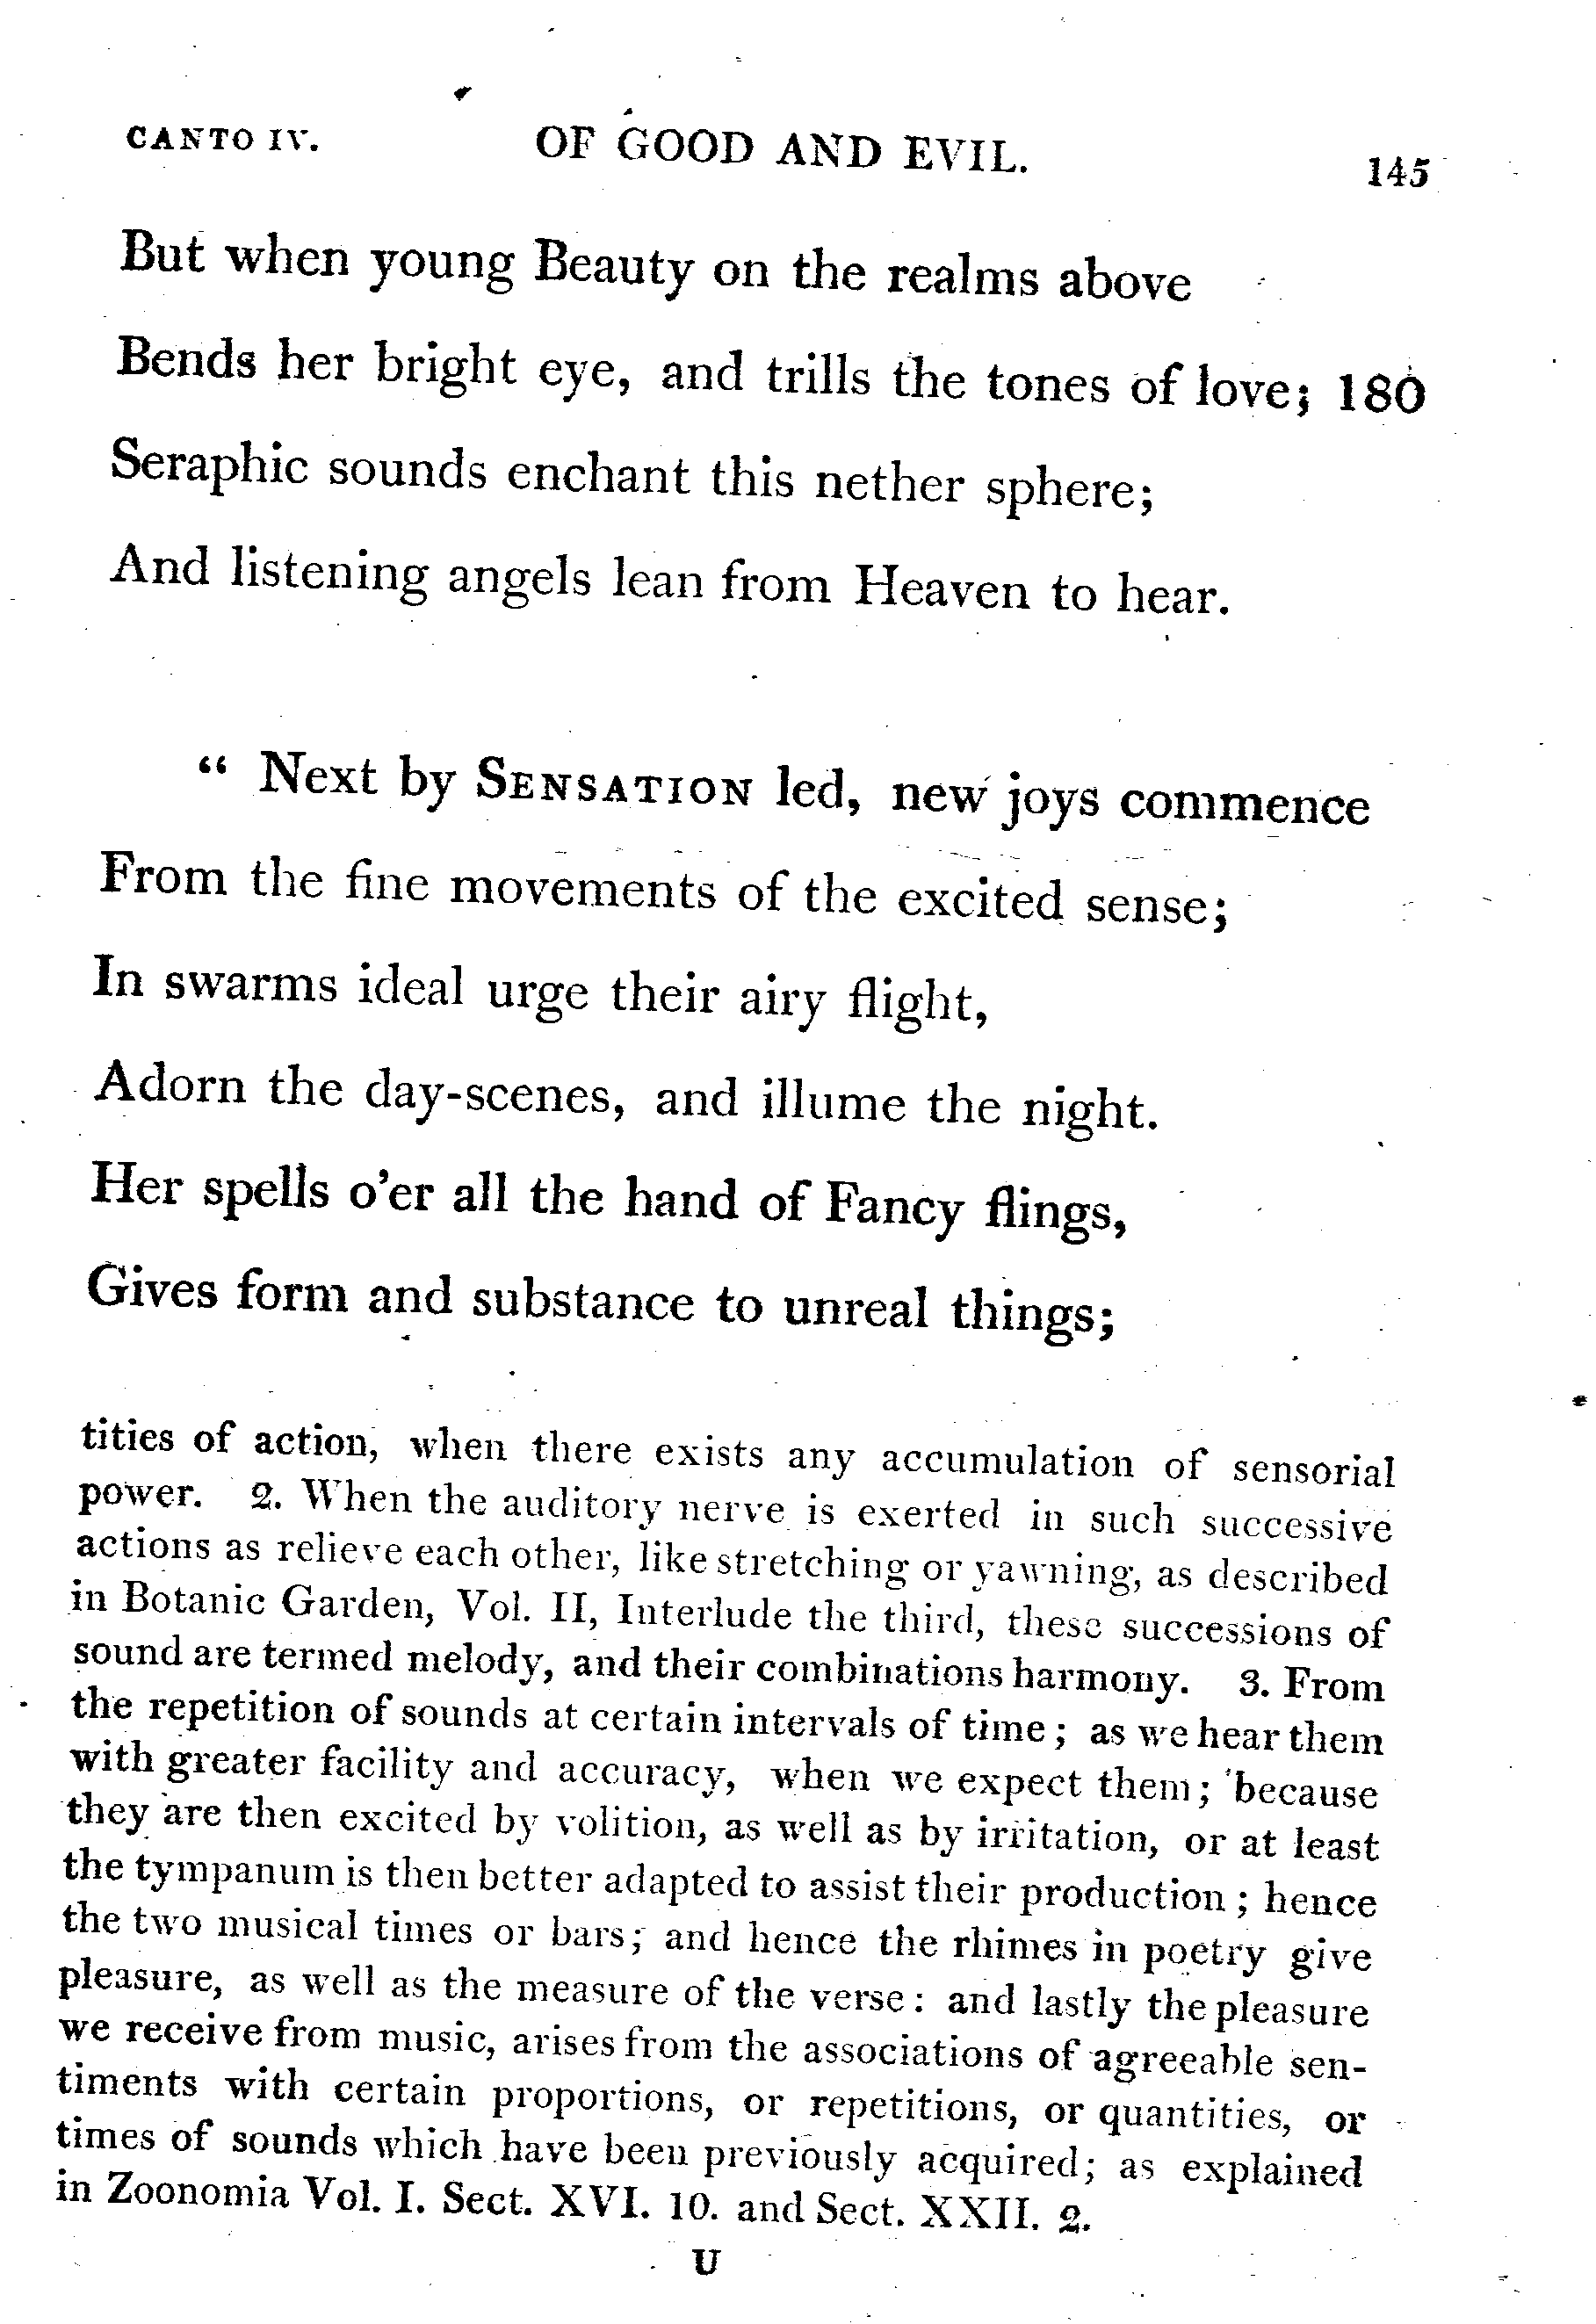 CANTO IV. OF GOOD AND EVIL. 145
But when young Beauty on the realms above
Bends her bright eye, and trills the tones of love; 180
Seraphic sounds enchant this nether sphere;
And listening angels lean from Heaven to hear.
“ Next by SENSATION led, new joys commence
From the fine movements of the excited sense;
In swarms ideal urge their airy flight,
Adorn the day-scenes, and illume the night.
Her spells o’er all the hand of Fancy flings,
Gives form and substance to unreal things;
tities of action, when there exists any accumulation of sensorial
power. 2. When the auditory nerve is exerted in such successive
actions as relieve each other, like stretching or yawning, as described
in Botanic Garden, Vol. II, Interlude the third, these successions of
sound are termed melody, and their combinations harmony. 3. From
the repetition of sounds at certain intervals of time; as we hear them
with greater facility and accuracy, when we expect them; because
they are then excited by volition, as well as by irritation, or at least
the tympanum is then better adapted to assist their production; hence
the two musical times or bars; and hence the rhimes in poetry give
pleasure, as well as the measure of the verse: and lastly the pleasure
we receive from music, arises from the associations of agreeable sen-
timents with certain proportions, or repetitions, or quantities, or
times of sounds which have been previously acquired; as explained
in Zoonomia Vol. I. Sect. XVI. 10. and Sect. XXII. 2.
U